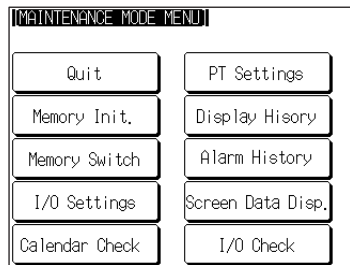 [MAINTENANCE MODE MENU]
Quit
PT Settings
Memory Init.
Display Hisory
Memory Switch
Alarm History
I/O Settings
Screen Data Disp.
Calendar Check
I/O Check